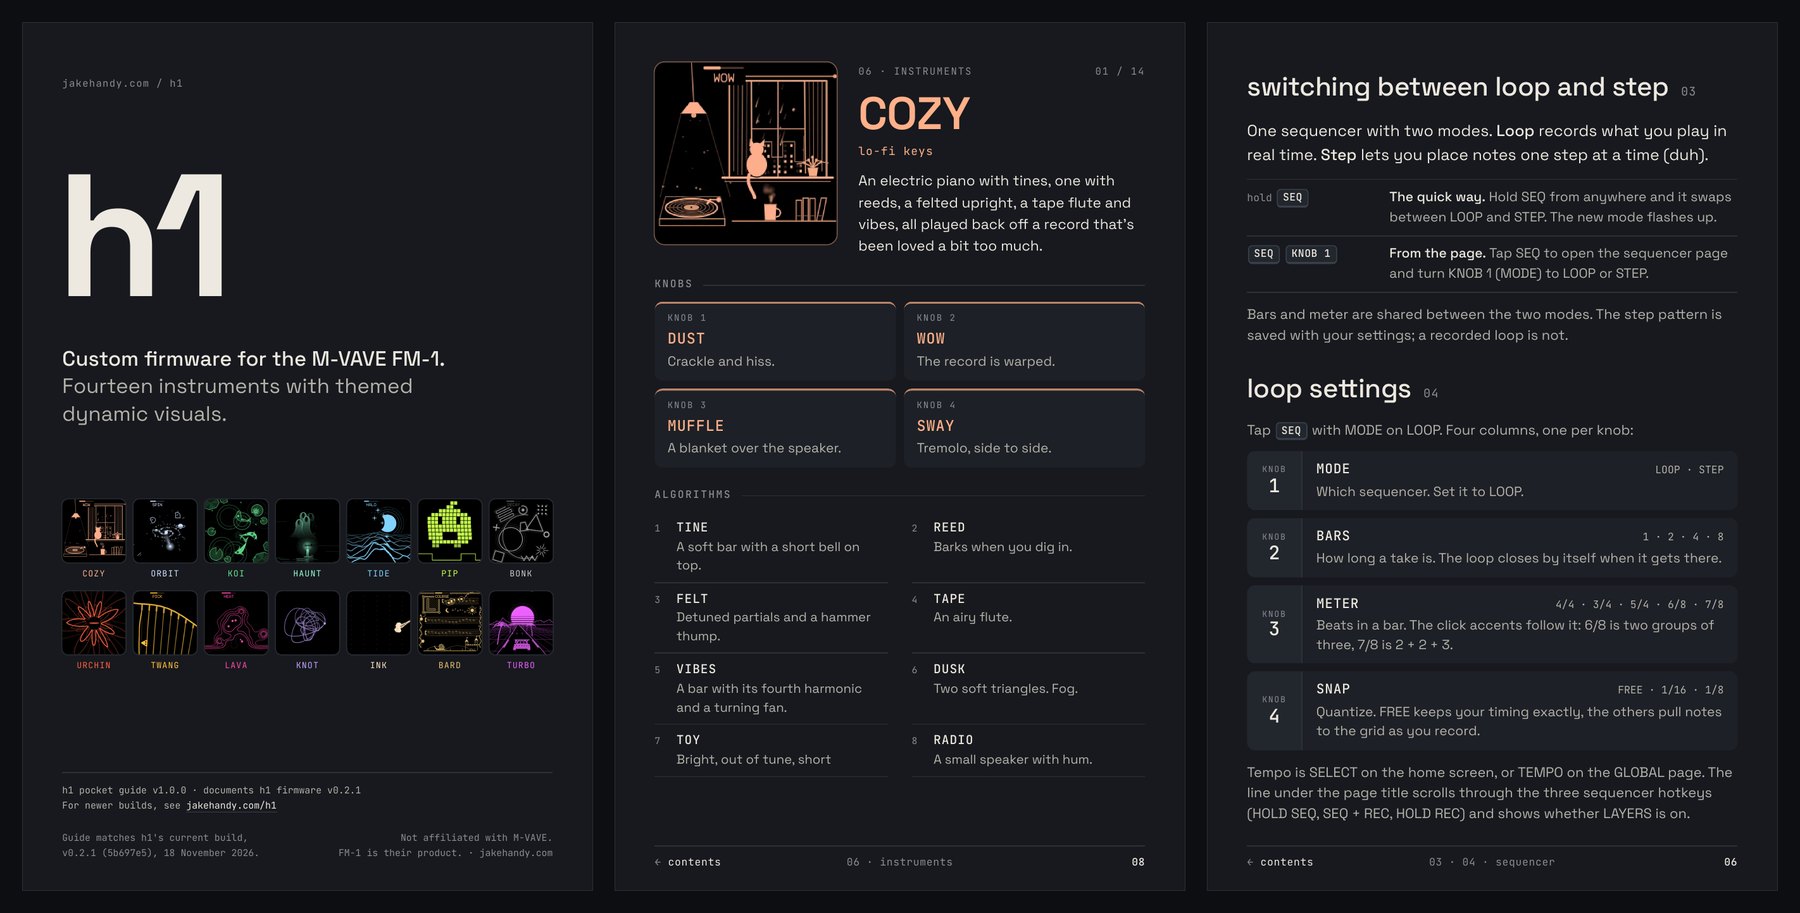 jakehandy.com / h1
h1
Custom firmware for the M-VAVE FM-1.
Fourteen instruments with themed
dynamic visuals.
COZY ORBIT KOI HAUNT TIDE PIP BONK
URCHIN TWANG LAVA KNOT INK BARD TURBO
h1 pocket guide v1.0.0 · documents h1 firmware v0.2.1
For newer builds, see jakehandy.com/h1
Guide matches h1's current build,
v0.2.1 (5b697e5), 18 November 2026.
Not affiliated with M-VAVE.
FM-1 is their product. · jakehandy.com
WOW
06 · INSTRUMENTS 01 / 14
COZY
lo-fi keys
An electric piano with tines, one with
reeds, a felted upright, a tape flute and
vibes, all played back off a record that's
been loved a bit too much.
KNOBS
KNOB 1
DUST
Crackle and hiss.
KNOB 2
WOW
The record is warped.
KNOB 3
MUFFLE
A blanket over the speaker.
KNOB 4
SWAY
Tremolo, side to side.
ALGORITHMS
1 TINE
A soft bar with a short bell on
top.
2 REED
Barks when you dig in.
3 FELT
Detuned partials and a hammer
thump.
4 TAPE
An airy flute.
5 VIBES
A bar with its fourth harmonic
and a turning fan.
6 DUSK
Two soft triangles. Fog.
7 TOY
Bright, out of tune, short
8 RADIO
A small speaker with hum.
← contents 06 · instruments 08
switching between loop and step 03
One sequencer with two modes. Loop records what you play in
real time. Step lets you place notes one step at a time (duh).
hold SEQ
The quick way. Hold SEQ from anywhere and it swaps
between LOOP and STEP. The new mode flashes up.
SEQ KNOB 1
From the page. Tap SEQ to open the sequencer page
and turn KNOB 1 (MODE) to LOOP or STEP.
Bars and meter are shared between the two modes. The step pattern is
saved with your settings; a recorded loop is not.
loop settings 04
Tap SEQ with MODE on LOOP. Four columns, one per knob:
KNOB 1
MODE LOOP · STEP
Which sequencer. Set it to LOOP.
KNOB 2
BARS 1 · 2 · 4 · 8
How long a take is. The loop closes by itself when it gets there.
KNOB 3
METER 4/4 · 3/4 · 5/4 · 6/8 · 7/8
Beats in a bar. The click accents follow it: 6/8 is two groups of
three, 7/8 is 2 + 2 + 3.
KNOB 4
SNAP FREE · 1/16 · 1/8
Quantize. FREE keeps your timing exactly, the others pull notes
to the grid as you record.
Tempo is SELECT on the home screen, or TEMPO on the GLOBAL page. The
line under the page title scrolls through the three sequencer hotkeys
(HOLD SEQ, SEQ + REC, HOLD REC) and shows whether LAYERS is on.
← contents 03 · 04 · sequencer 06